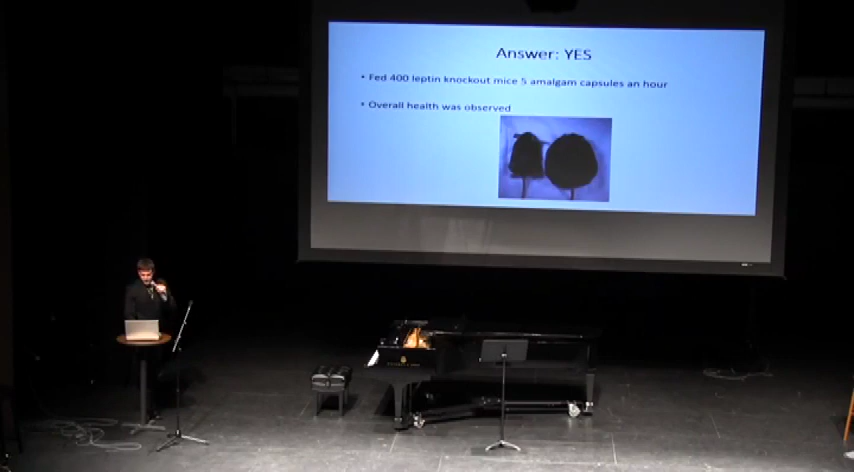 Answer: YES
• Fed 400 leptin knockout mice 5 amalgam capsules an hour
• Overall health was observed